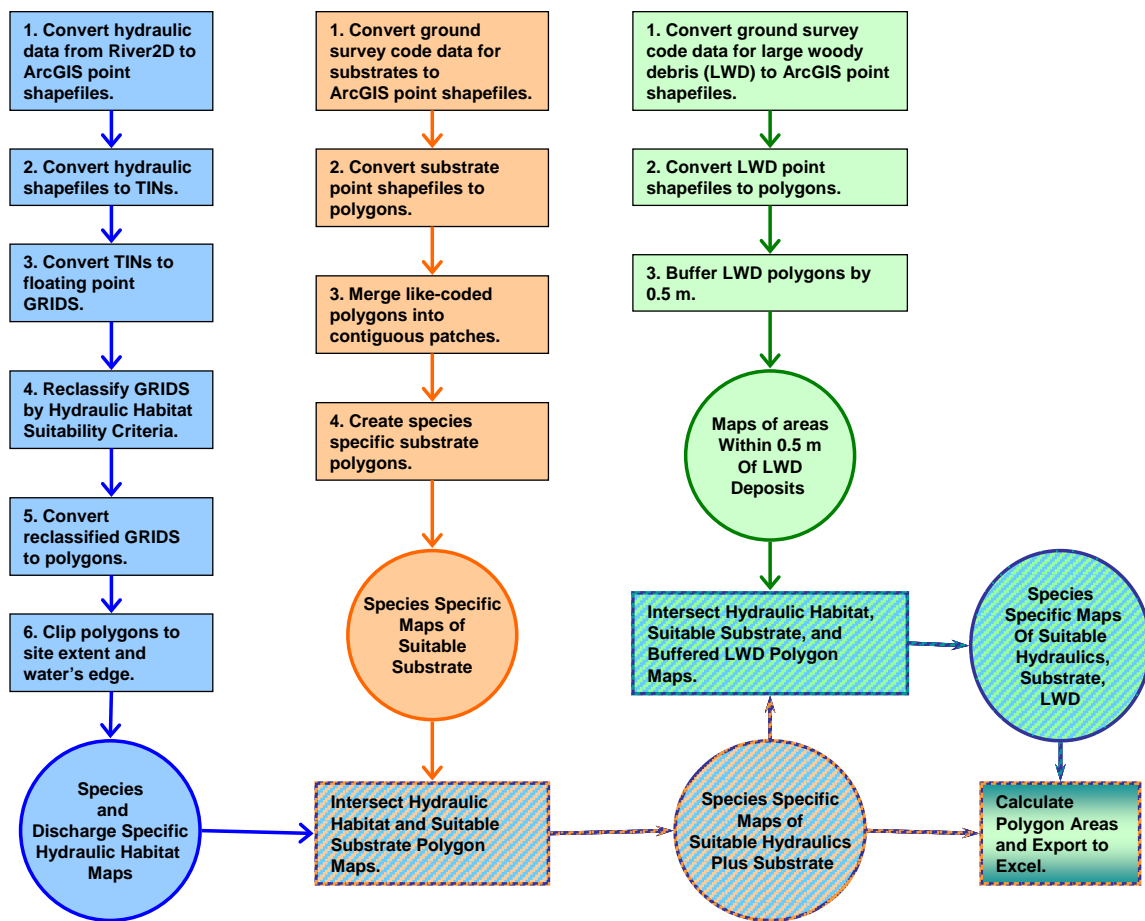 1. Convert hydraulic
data from River2D to
ArcGIS point
shapefiles.
2. Convert hydraulic
shapefiles to TINs.
3. Convert TINs to
floating point
GRIDS.
4. Reclassify GRIDS
by Hydraulic Habitat
Suitability Criteria.
5. Convert
reclassified GRIDS
to polygons.
6. Clip polygons to
site extent and
water's edge.
Species
and
Discharge Specific
Hydraulic Habitat
Maps
1. Convert ground
survey code data for
substrates to
ArcGIS point shapefiles.
2. Convert substrate
point shapefiles to
polygons.
3. Merge like-coded
polygons into
contiguous patches.
4. Create species
specific substrate
polygons.
Species Specific
Maps of
Suitable
Substrate
Intersect Hydraulic
Habitat and Suitable
Substrate Polygon
Maps.
1. Convert ground survey
code data for large woody
debris (LWD) to ArcGIS point
shapefiles.
2. Convert LWD point
shapefiles to polygons.
3. Buffer LWD polygons by
0.5 m.
Maps of areas
Within 0.5 m
Of LWD
Deposits
Intersect Hydraulic Habitat,
Suitable Substrate, and
Buffered LWD Polygon
Maps.
Species Specific
Maps of
Suitable Hydraulics
Plus Substrate
Species
Specific Maps
Of Suitable
Hydraulics,
Substrate,
LWD
Calculate
Polygon Areas
and Export to
Excel.